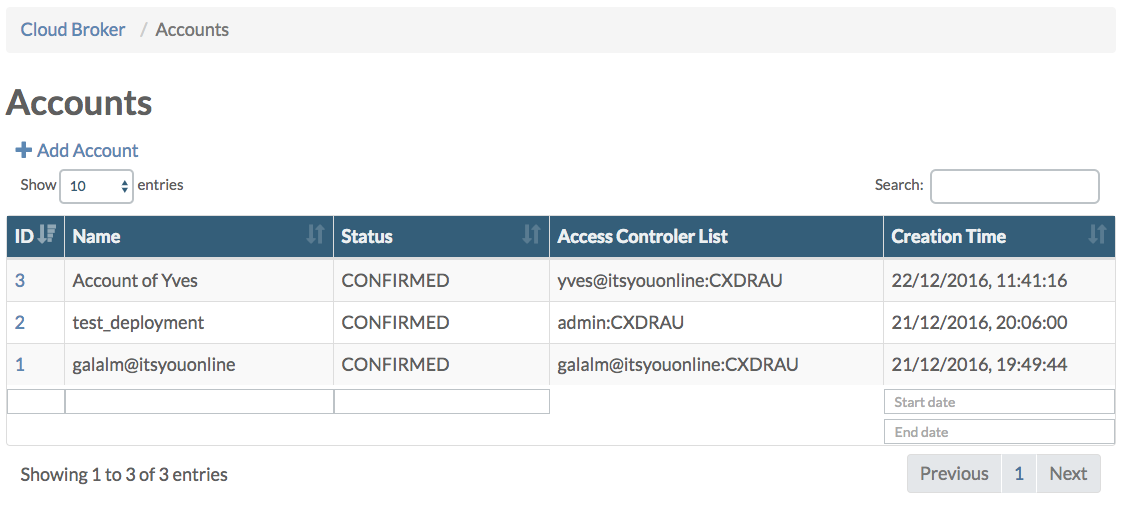 Cloud Broker / Accounts
Accounts
Add Account
Show 10 entries Search:
ID Name Status Access Controler List Creation Time
3 Account of Yves CONFIRMED yves@itsyouonline:CXDRAU 22/12/2016, 11:41:16
2 test_deployment CONFIRMED admin:CXDRAU 21/12/2016, 20:06:00
1 galalm@itsyouonline CONFIRMED galalm@itsyouonline:CXDRAU 21/12/2016, 19:49:44
Start date
End date
Showing 1 to 3 of 3 entries Previous 1 Next